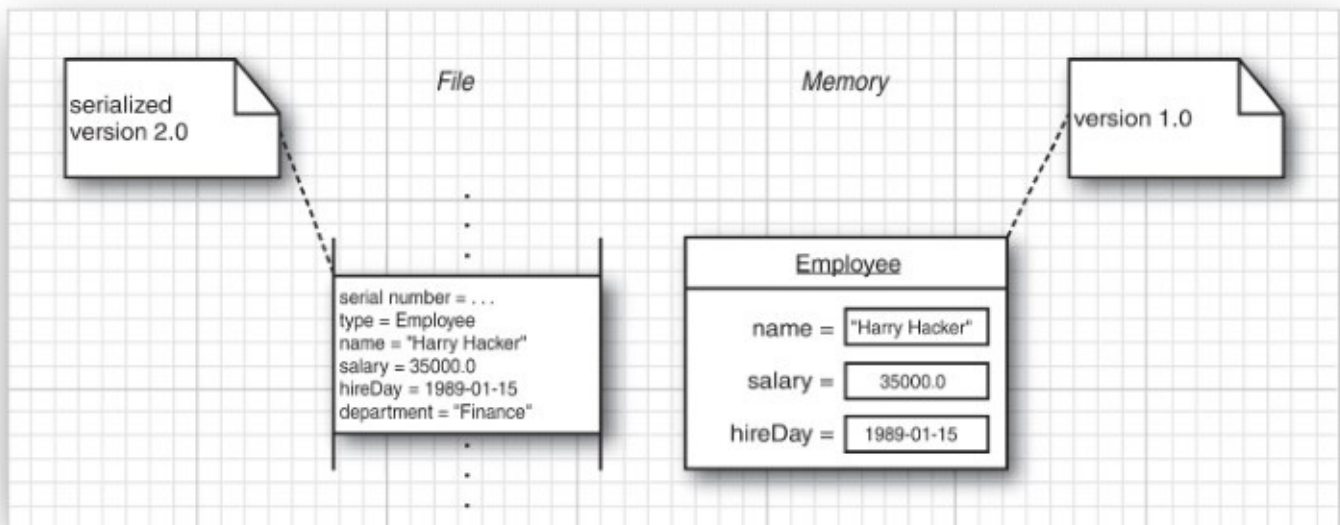 File
Memory
serialized
version 2.0
version 1.0
serial number = . . .
type = Employee
name = "Harry Hacker"
salary = 35000.0
hireDay = 1989-01-15
department = "Finance"
Employee
name = "Harry Hacker"
salary = 35000.0
hireDay = 1989-01-15